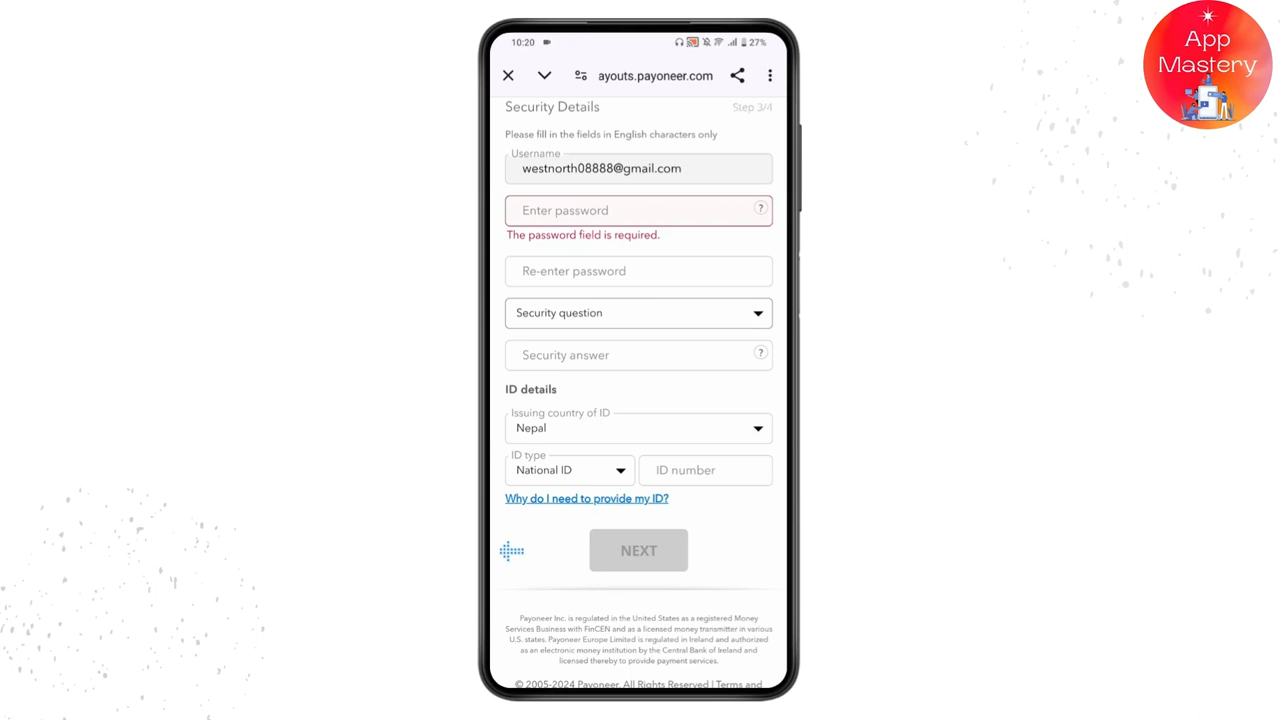 App
Mastery
10:20
27%
ayouts.payoneer.com
Security Details
Step 3/4
Please fill in the fields in English characters only
Username
westnorth08888@gmail.com
Enter password
?
The password field is required.
Re-enter password
Security question
Security answer
?
ID details
Issuing country of ID
Nepal
ID type
National ID
ID number
Why do I need to provide my ID?
NEXT
Payoneer Inc. is regulated in the United States as a registered Money
Services Business with FinCEN and as a licensed money transmitter in various
U.S. states. Payoneer Europe Limited is regulated in Ireland and authorized
as an electronic money institution by the Central Bank of Ireland and
licensed thereby to provide payment services.
© 2005-2024 Payoneer, All Rights Reserved | Terms and